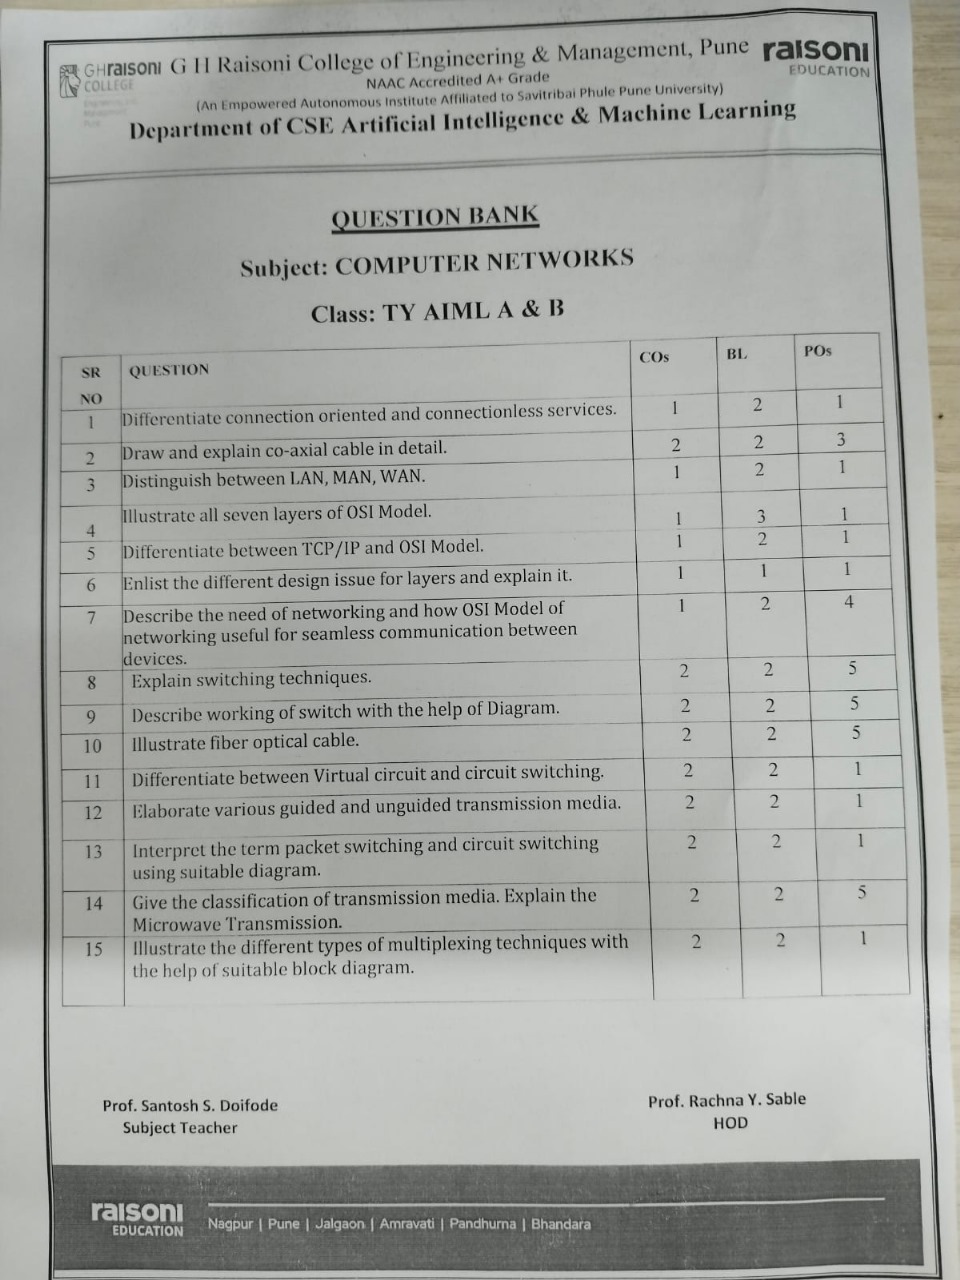 GHraisoni
COLLEGE
G H Raisoni College of Engineering & Management, Pune
raisoni
EDUCATION
NAAC Accredited A+ Grade
(An Empowered Autonomous Institute Affiliated to Savitribai Phule Pune University)
Department of CSE Artificial Intelligence & Machine Learning
QUESTION BANK
Subject: COMPUTER NETWORKS
Class: TY AIML A & B
SR NO QUESTION COs BL POs
1 Differentiate connection oriented and connectionless services. 1 2 1
2 Draw and explain co-axial cable in detail. 2 2 3
3 Distinguish between LAN, MAN, WAN. 1 2 1
4 Illustrate all seven layers of OSI Model. 1 3 1
5 Differentiate between TCP/IP and OSI Model. 1 2 1
6 Enlist the different design issue for layers and explain it. 1 1 1
7 Describe the need of networking and how OSI Model of 1 2 4
networking useful for seamless communication between
devices.
8 Explain switching techniques. 2 2 5
9 Describe working of switch with the help of Diagram. 2 2 5
10 Illustrate fiber optical cable. 2 2 5
11 Differentiate between Virtual circuit and circuit switching. 2 2 1
12 Elaborate various guided and unguided transmission media. 2 2 1
13 Interpret the term packet switching and circuit switching 2 2 1
using suitable diagram.
14 Give the classification of transmission media. Explain the 2 2 5
Microwave Transmission.
15 Illustrate the different types of multiplexing techniques with 2 2 1
the help of suitable block diagram.
Prof. Santosh S. Doifode
Subject Teacher
Prof. Rachna Y. Sable
HOD
raisoni
EDUCATION
Nagpur | Pune | Jalgaon | Amravati | Pandhurna | Bhandara